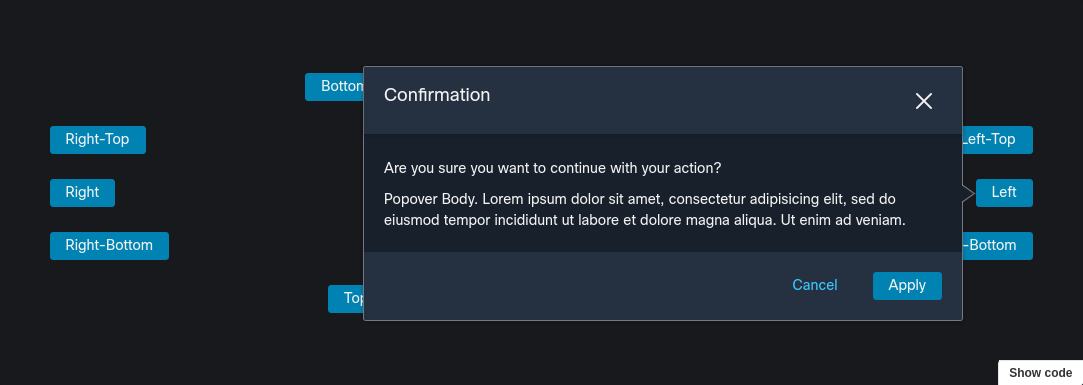 Confirmation
Right-Top
Left-Top
Are you sure you want to continue with your action?
Right
Popover Body. Lorem ipsum dolor sit amet, consectetur adipisicing elit, sed do
eiusmod tempor incididunt ut labore et dolore magna aliqua. Ut enim ad veniam.
Left
Right-Bottom
-Bottom
Top
Cancel
Apply
Show code